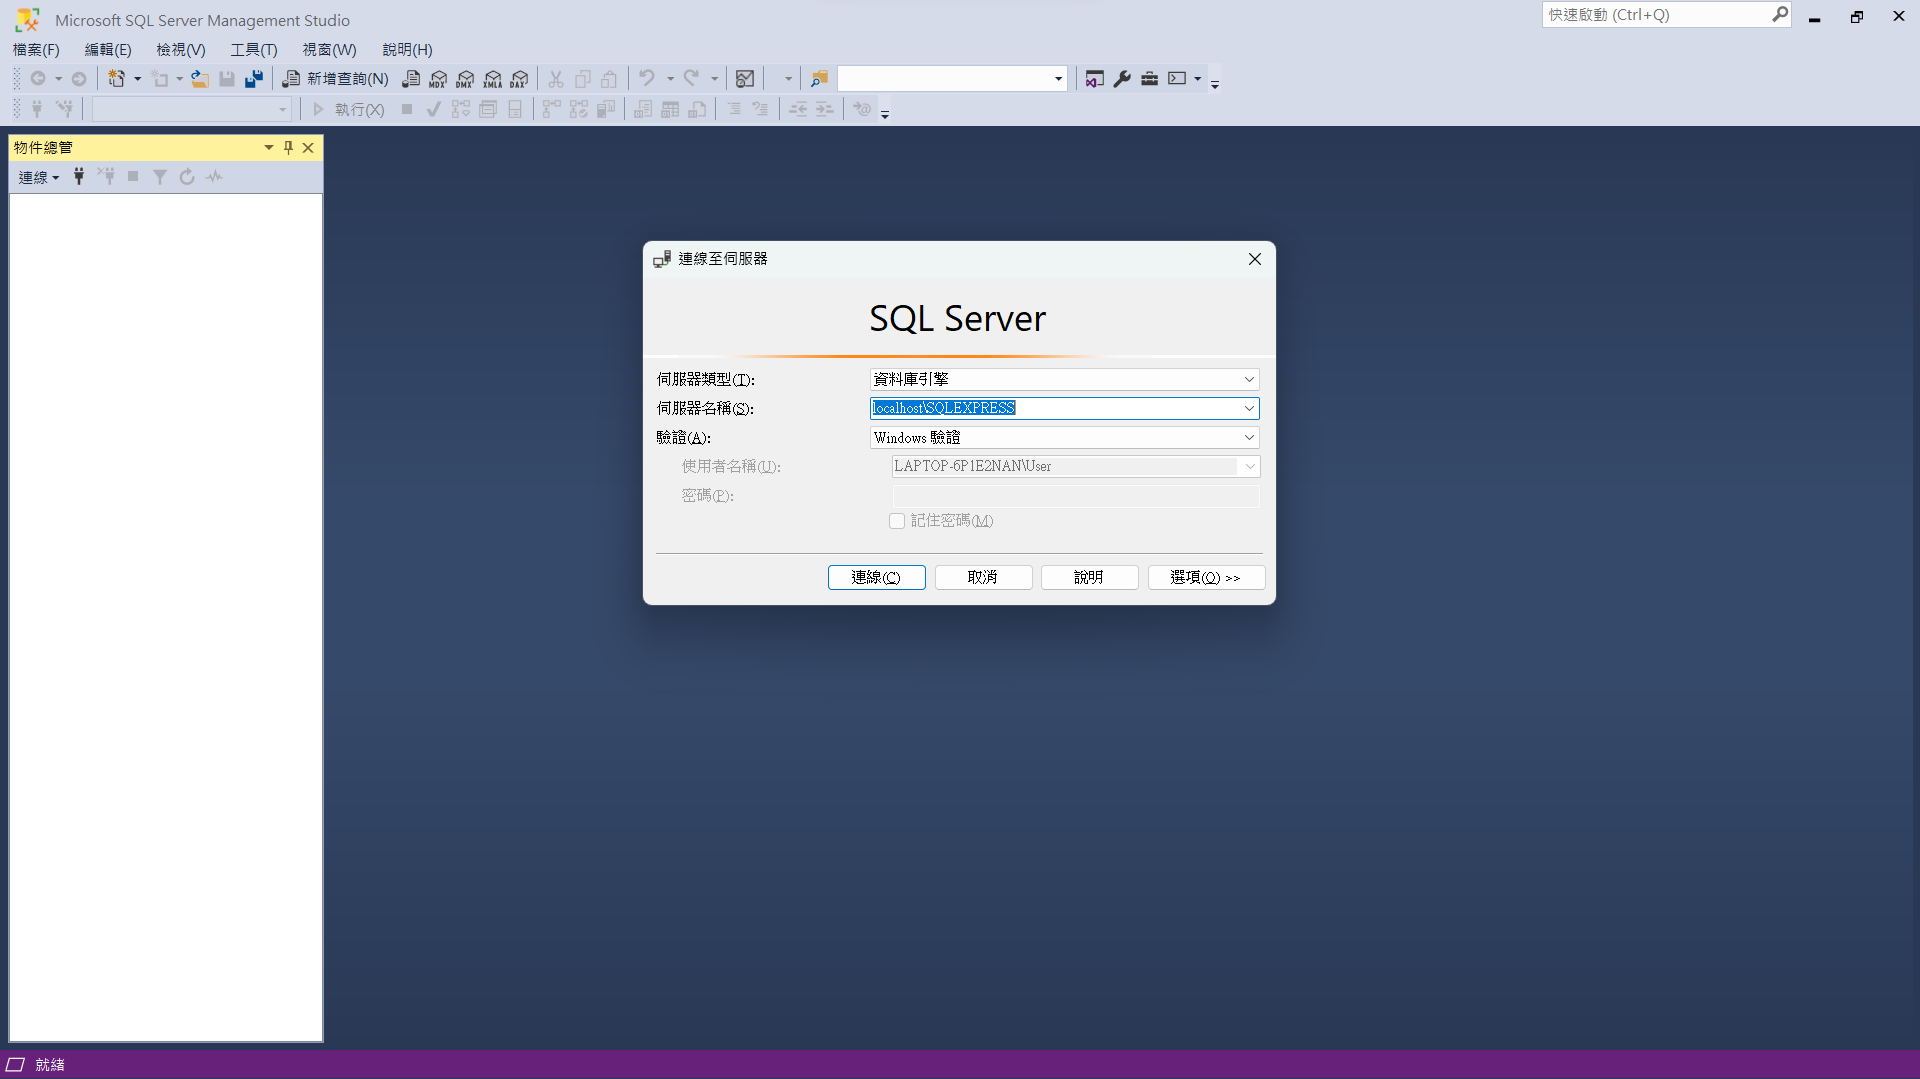 Microsoft SQL Server Management Studio
快速啟動 (Ctrl+Q)
檔案(F) 編輯(E) 檢視(V) 工具(T) 視窗(W) 說明(H)
新增查詢(N) MDX DMX XMLA DAX
執行(X)
物件總管
連線
連線至伺服器
SQL Server
伺服器類型(T): 資料庫引擎
伺服器名稱(S): localhost\SQLEXPRESS
驗證(A): Windows 驗證
使用者名稱(U): LAPTOP-6P1E2NAN\User
密碼(P):
記住密碼(M)
連線(C) 取消 說明 選項(O) >>
就緒